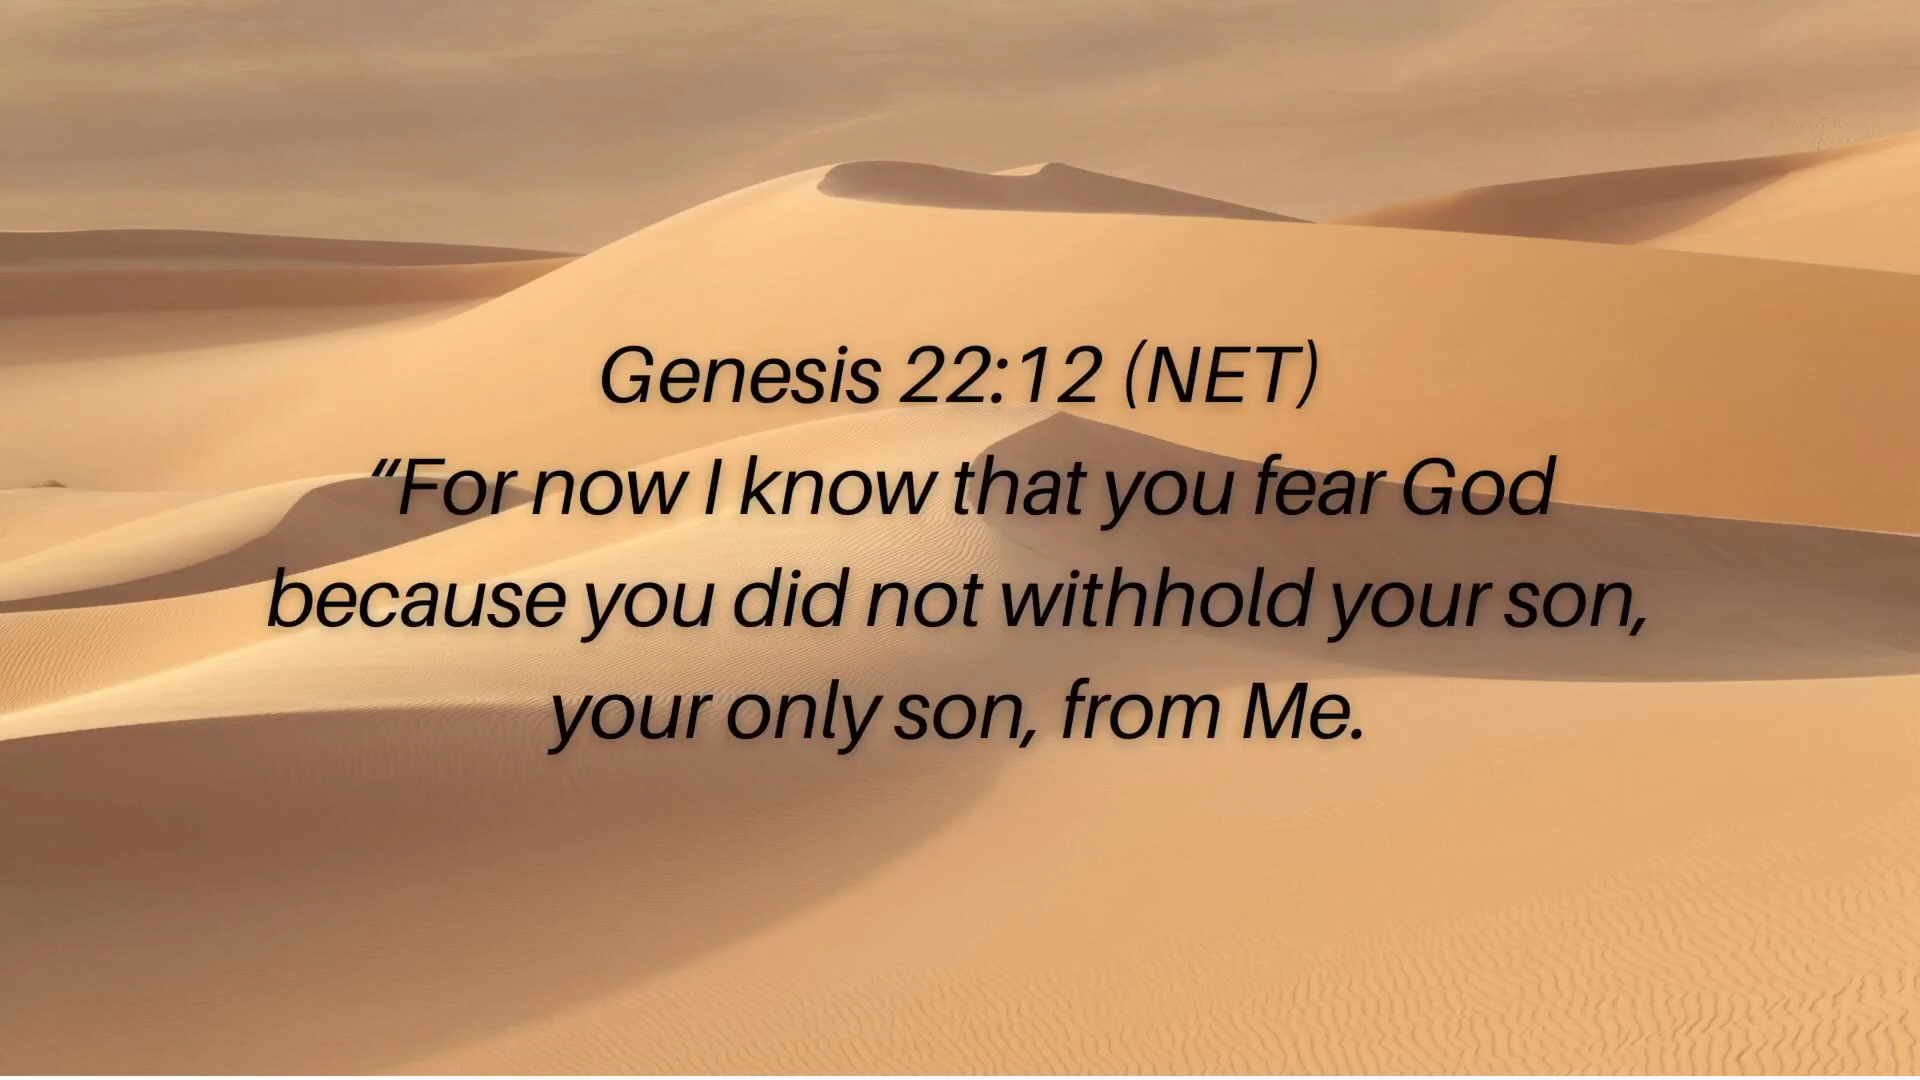 Genesis 22:12 (NET)
“For now I know that you fear God
because you did not withhold your son,
your only son, from Me.